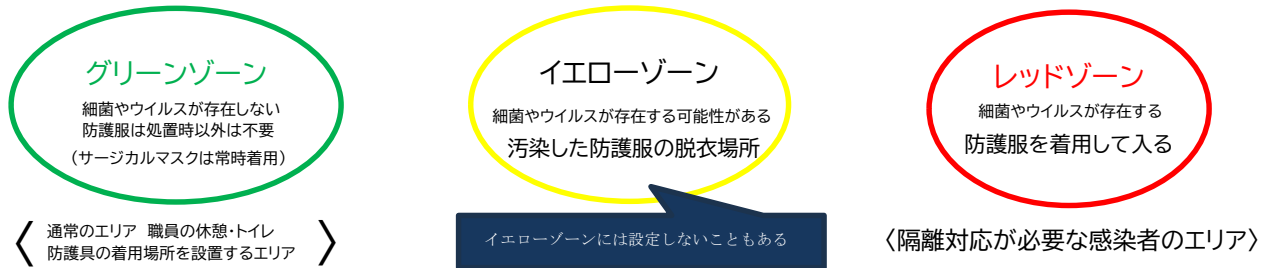 グリーンゾーン
細菌やウイルスが存在しない
防護服は処置時以外は不要
(サージカルマスクは常時着用)
〈 通常のエリア 職員の休憩・トイレ
防護具の着用場所を設置するエリア 〉
イエローゾーン
細菌やウイルスが存在する可能性がある
汚染した防護服の脱衣場所
イエローゾーンには設定しないこともある
レッドゾーン
細菌やウイルスが存在する
防護服を着用して入る
〈隔離対応が必要な感染者のエリア〉